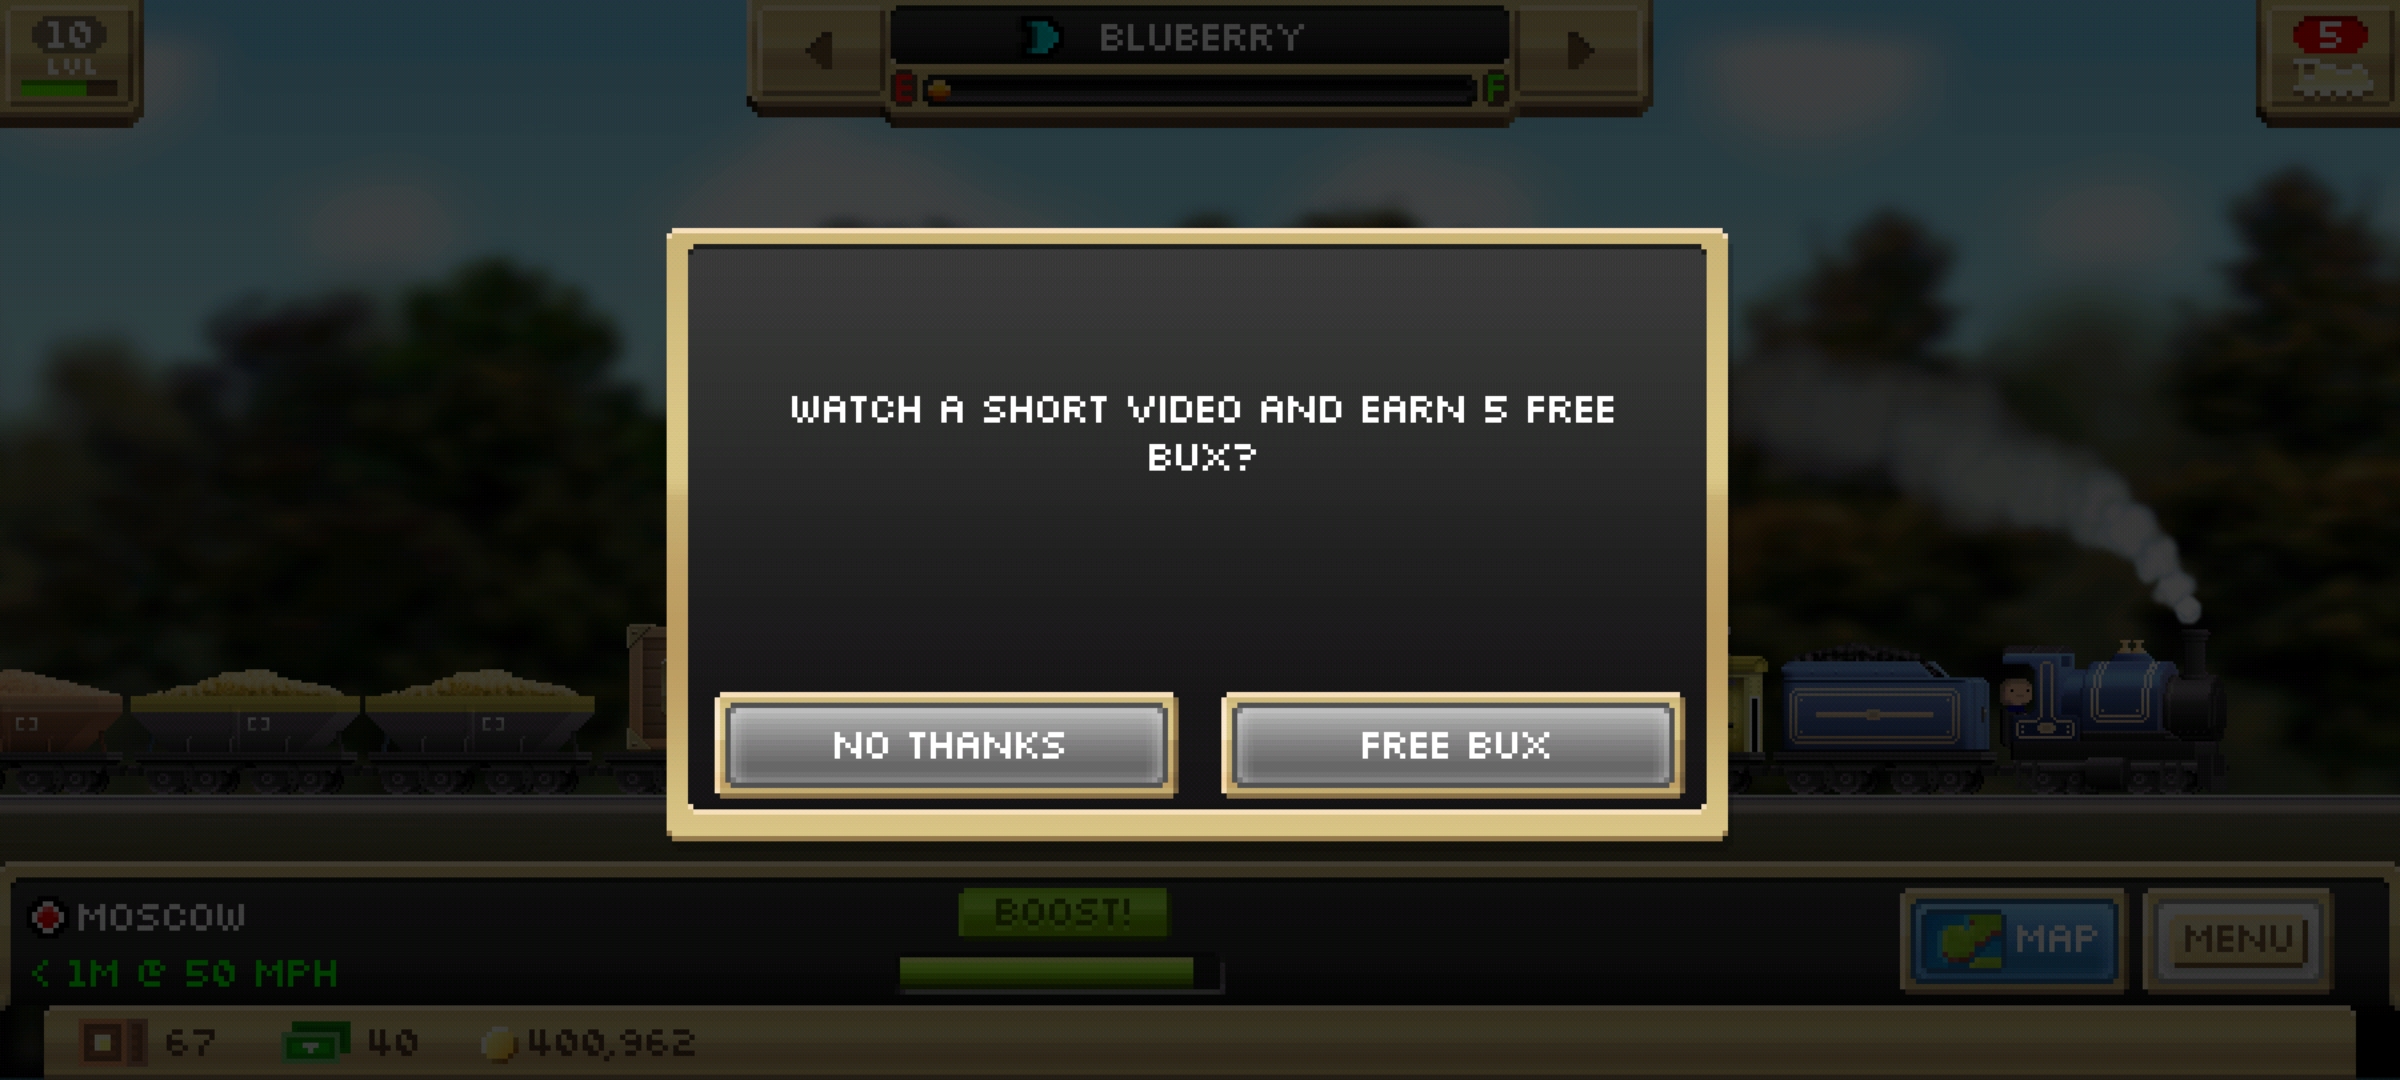 10
LVL
BLUBERRY
E F
5
WATCH A SHORT VIDEO AND EARN 5 FREE
BUX?
NO THANKS
FREE BUX
MOSCOW
< 1M @ 50 MPH
BOOST!
MAP
MENU
67
40
400,962